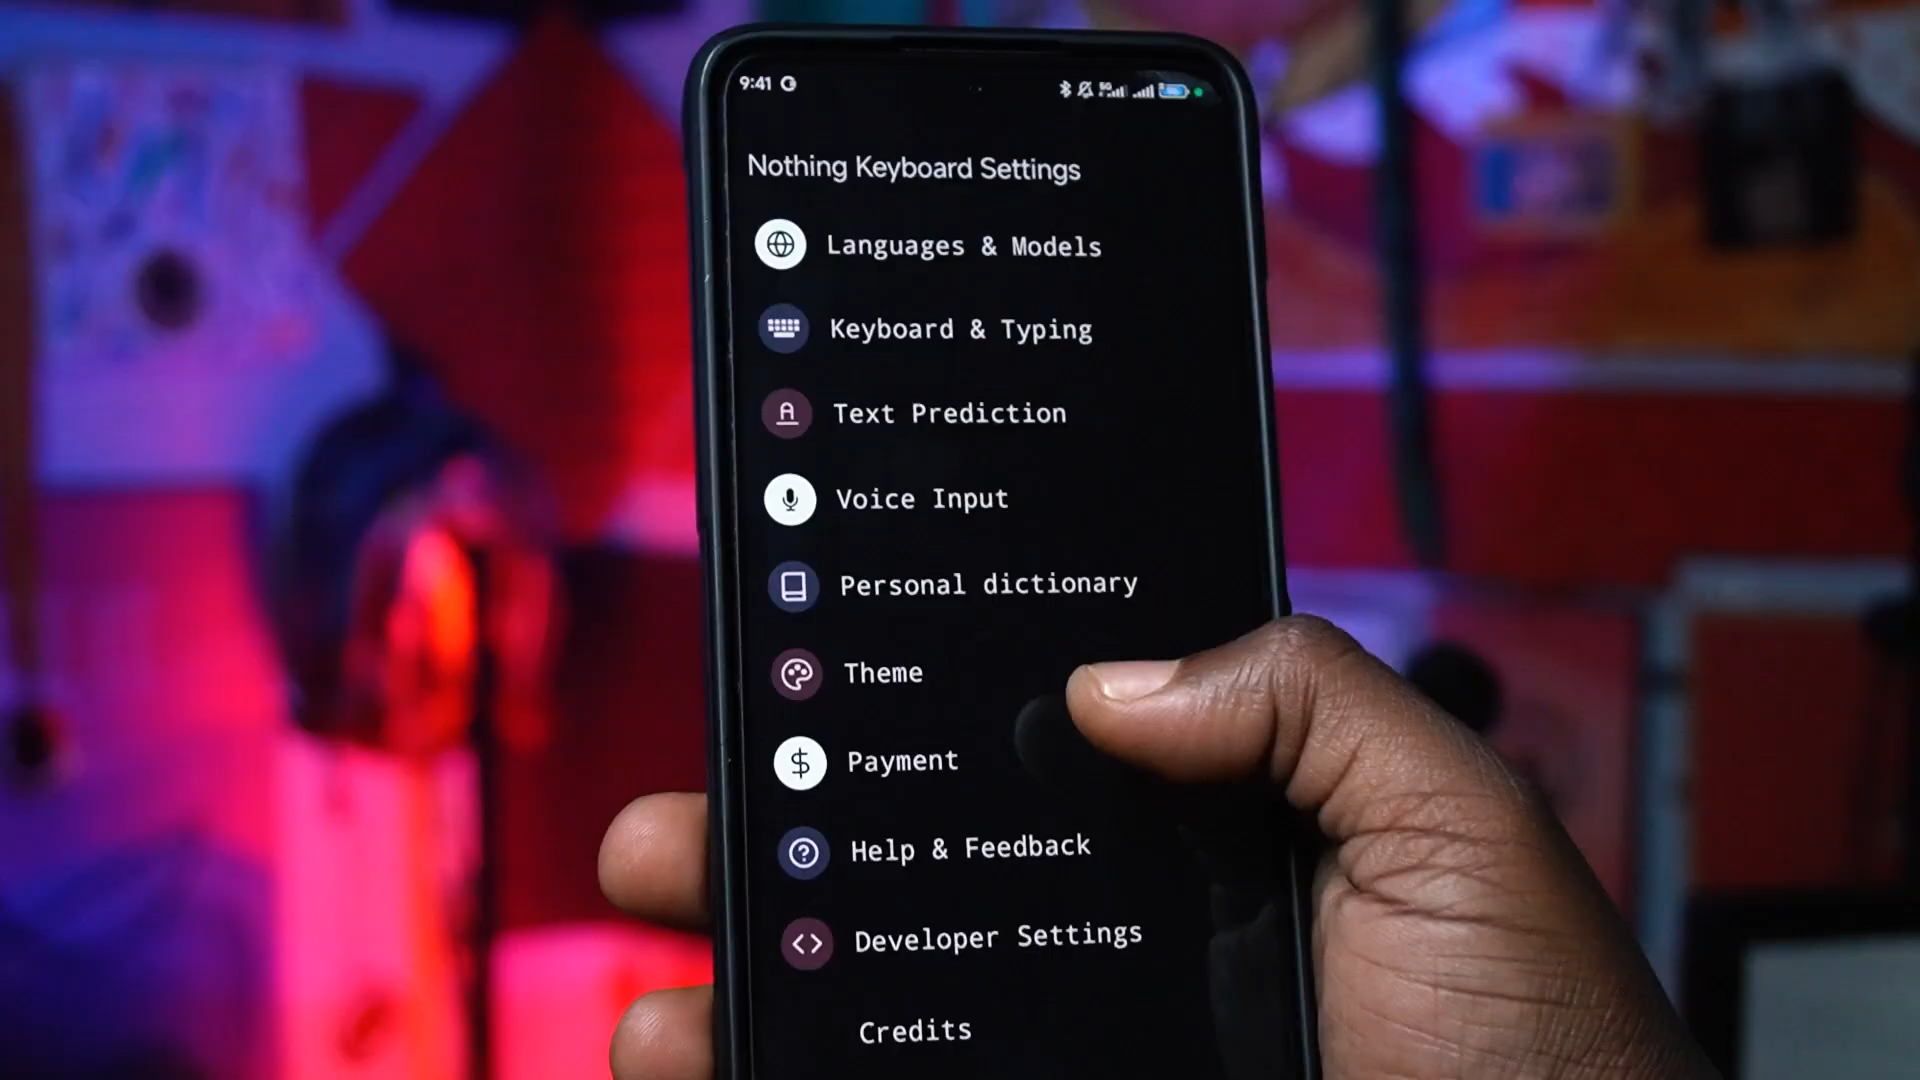 9:41
Nothing Keyboard Settings
Languages & Models
Keyboard & Typing
Text Prediction
Voice Input
Personal dictionary
Theme
Payment
Help & Feedback
Developer Settings
Credits